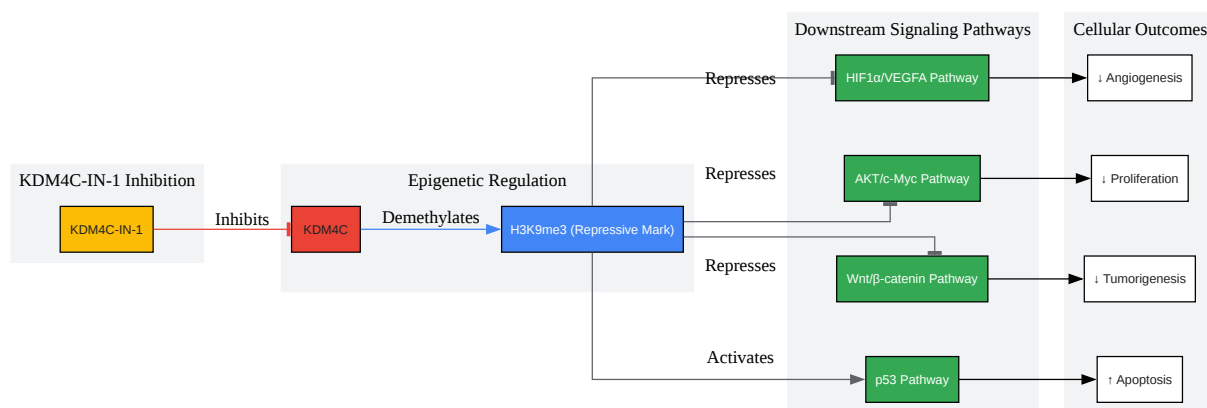 Downstream Signaling Pathways
Cellular Outcomes
Represses
HIF1α/VEGFA Pathway
↓ Angiogenesis
KDM4C-IN-1 Inhibition
Epigenetic Regulation
Represses
AKT/c-Myc Pathway
↓ Proliferation
KDM4C-IN-1
Inhibits
KDM4C
Demethylates
H3K9me3 (Repressive Mark)
Represses
Wnt/β-catenin Pathway
↓ Tumorigenesis
Activates
p53 Pathway
↑ Apoptosis